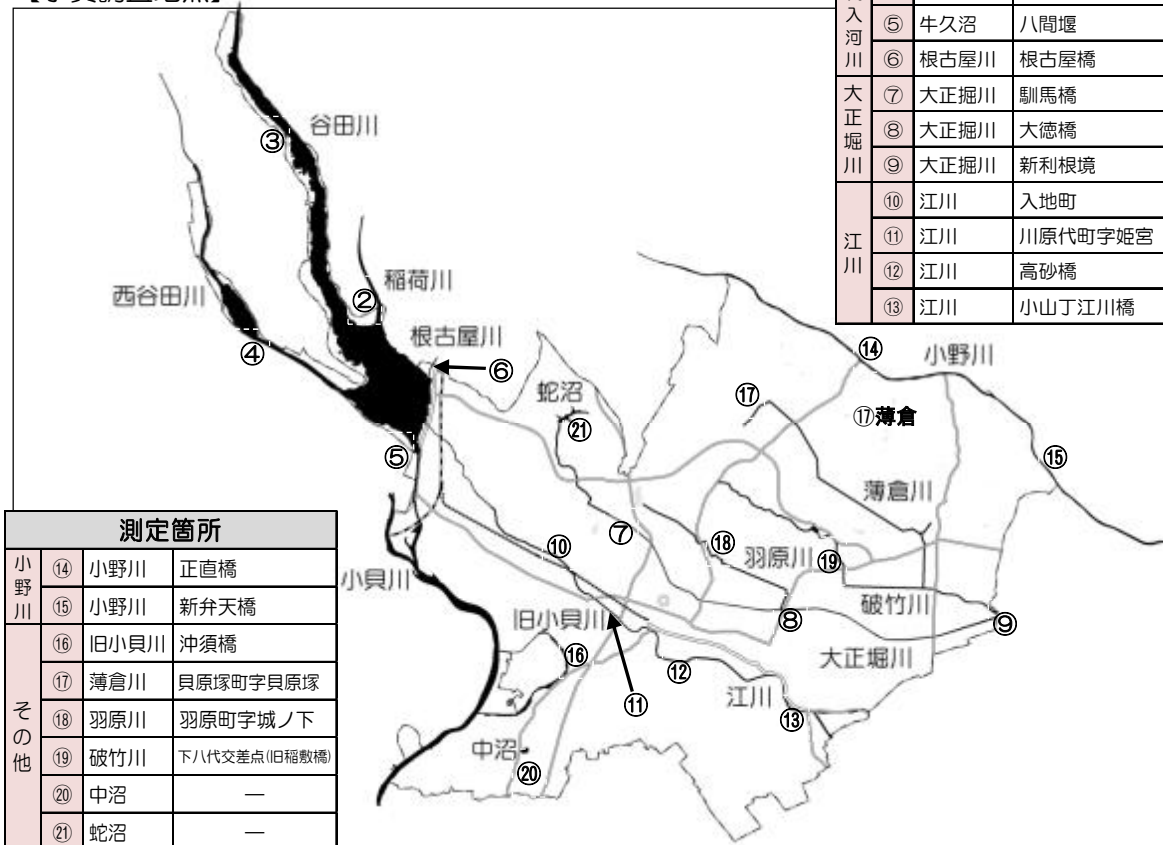 ⑤ 牛久沼 八間堰
入河川
⑥ 根古屋川 根古屋橋
大正堀川
⑦ 大正掘川 馴馬橋
⑧ 大正掘川 大徳橋
⑨ 大正掘川 新利根境
江川
⑩ 江川 入地町
⑪ 江川 川原代町字姫宮
⑫ 江川 高砂橋
⑬ 江川 小山丁江川橋
谷田川
③
②
稲荷川
西谷田川
④
根古屋川
⑥
⑭
小野川
蛇沼
㉑
⑰
⑰薄倉
⑤
⑮
薄倉川
⑦
⑩
⑱
羽原川
⑲
小貝川
旧小貝川
⑧
破竹川
⑨
⑯
⑫
⑪
大正堀川
江川
⑬
中沼
⑳
測定箇所
小野川
⑭ 小野川 正直橋
⑮ 小野川 新弁天橋
その他
⑯ 旧小貝川 沖須橋
⑰ 薄倉川 貝原塚町字貝原塚
⑱ 羽原川 羽原町字城ノ下
⑲ 破竹川 下八代交差点(旧稲敷橋)
⑳ 中沼 ―
㉑ 蛇沼 ―